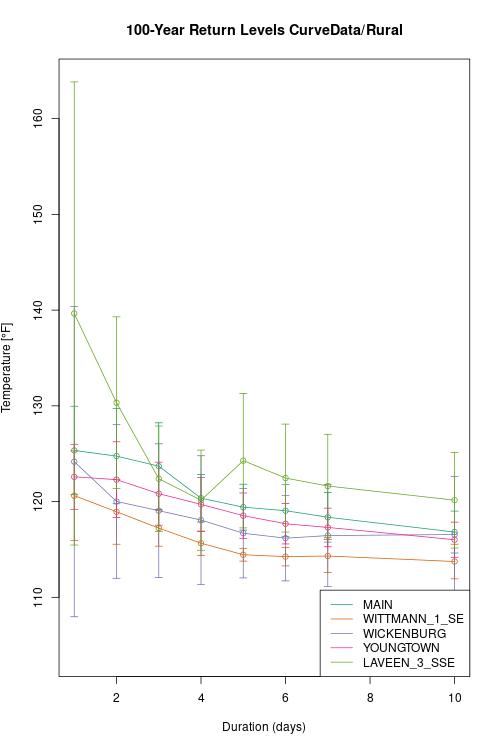 100-Year Return Levels CurveData/Rural
Temperature [°F]
160
150
140
130
120
110
2
4
6
8
10
Duration (days)
MAIN
WITTMANN_1_SE
WICKENBURG
YOUNGTOWN
LAVEEN_3_SSE